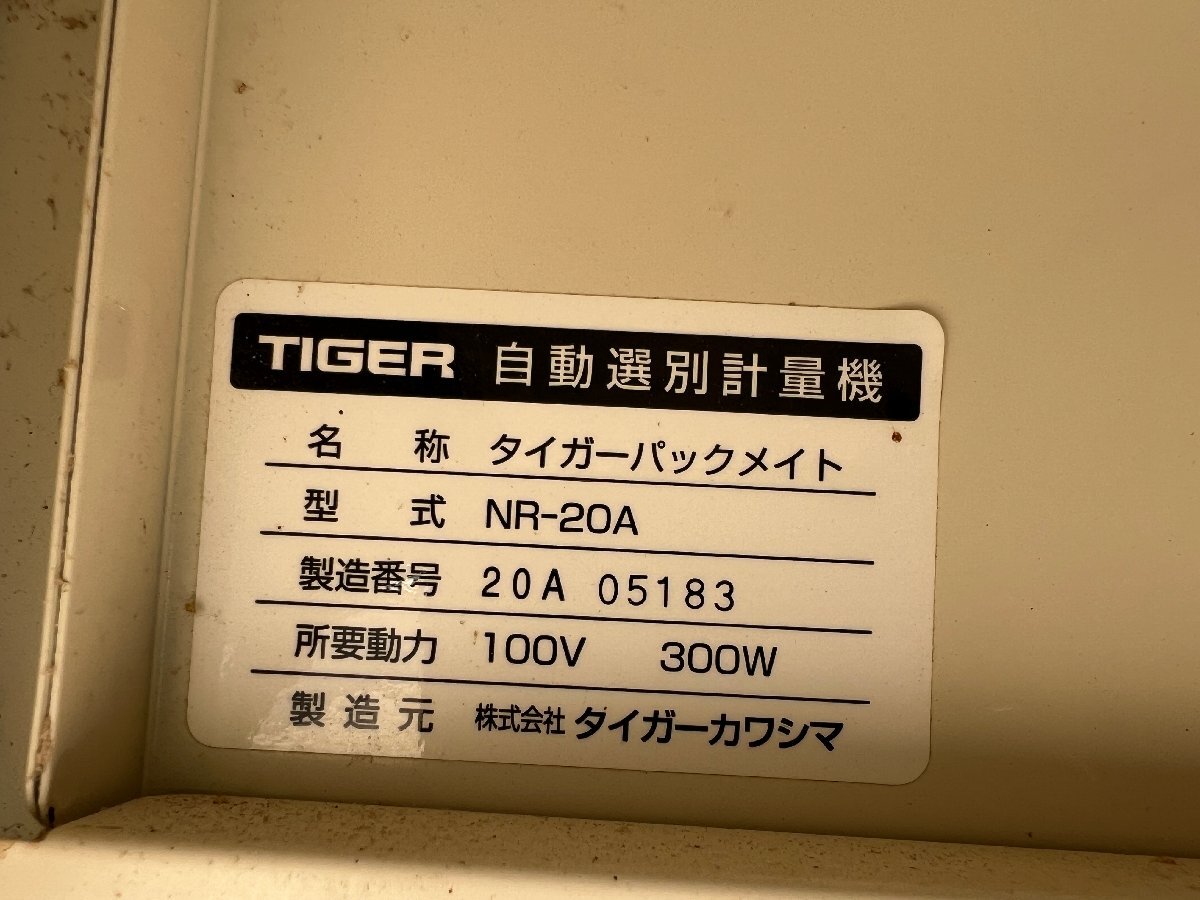 TIGER 自動選別計量機
名称 タイガーパックメイト
型式 NR-20A
製造番号 20A 05183
所要動力 100V 300W
製造元 株式会社 タイガーカワシマ